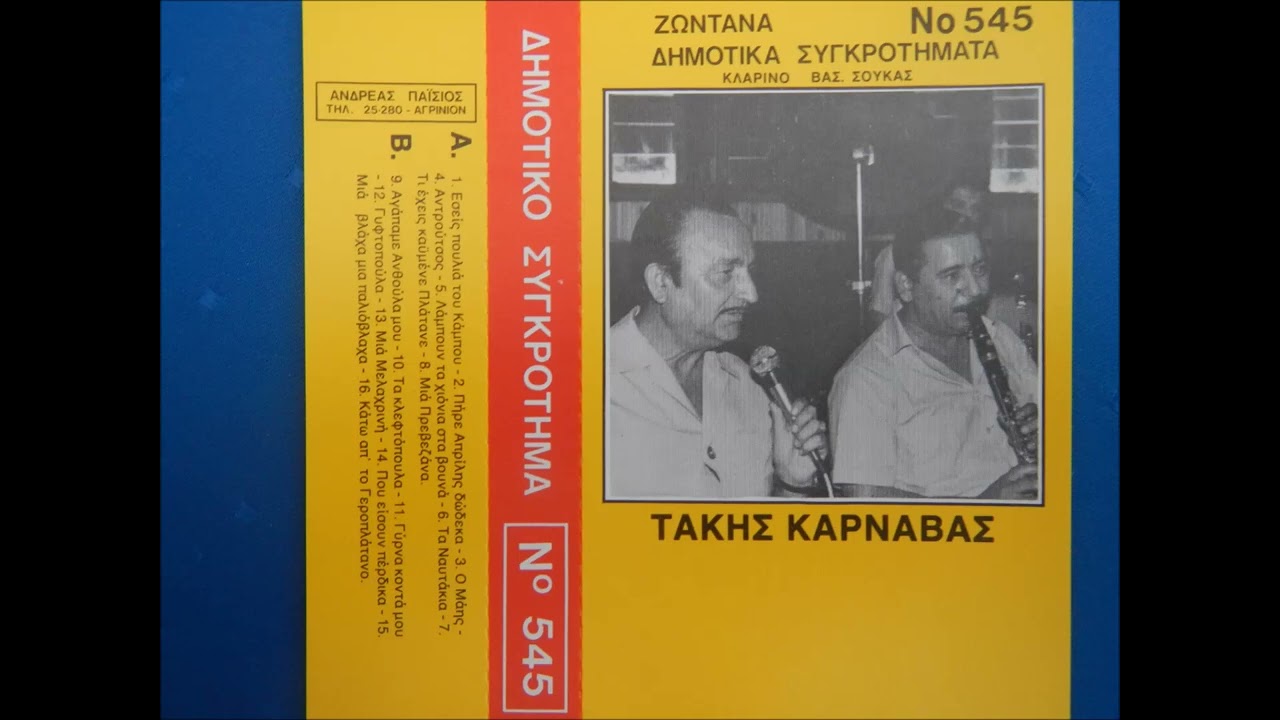 ΖΩΝΤΑΝΑ
Νο 545
ΔΗΜΟΤΙΚΑ ΣΥΓΚΡΟΤΗΜΑΤΑ
ΚΛΑΡΙΝΟ ΒΑΣ. ΣΟΥΚΑΣ
ΤΑΚΗΣ ΚΑΡΝΑΒΑΣ
ΔΗΜΟΤΙΚΟ ΣΥΓΚΡΟΤΗΜΑ Νο 545
ΑΝΔΡΕΑΣ ΠΑΪΣΙΟΣ
ΤΗΛ. 25-280 - ΑΓΡΙΝΙΟΝ
Α. 1. Εσείς πουλιά του Κάμπου - 2. Πήρε Απρίλης δώδεκα - 3. Ο Μάης -
4. Αντρούτσος - 5. Λάμπουν τα χιόνια στα βουνά - 6. Τα Ναυτάκια - 7.
Τι έχεις καϋμένε Πλάτανε - 8. Μιά Πρεβεζάνα.
Β. 9. Αγάπαμε Ανθούλα μου - 10. Τα κλεφτόπουλα - 11. Γύρνα κοντά μου
- 12. Γυφτοπούλα - 13. Μιά Μελαχρινή - 14. Που είσουν πέρδικα - 15.
Μιά βλάχα μια παλιόβλαχα - 16. Κάτω απ' το Γεροπλάτανο.